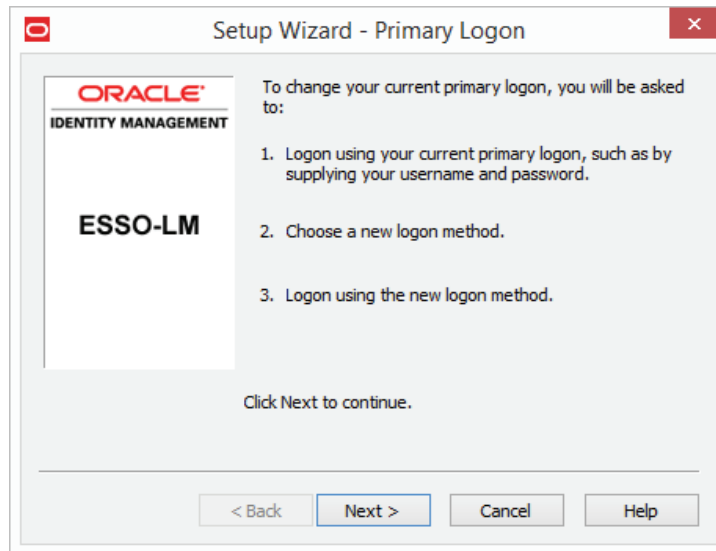 Setup Wizard - Primary Logon
ORACLE®
IDENTITY MANAGEMENT
ESSO-LM
To change your current primary logon, you will be asked
to:
1. Logon using your current primary logon, such as by
supplying your username and password.
2. Choose a new logon method.
3. Logon using the new logon method.
Click Next to continue.
< Back
Next >
Cancel
Help